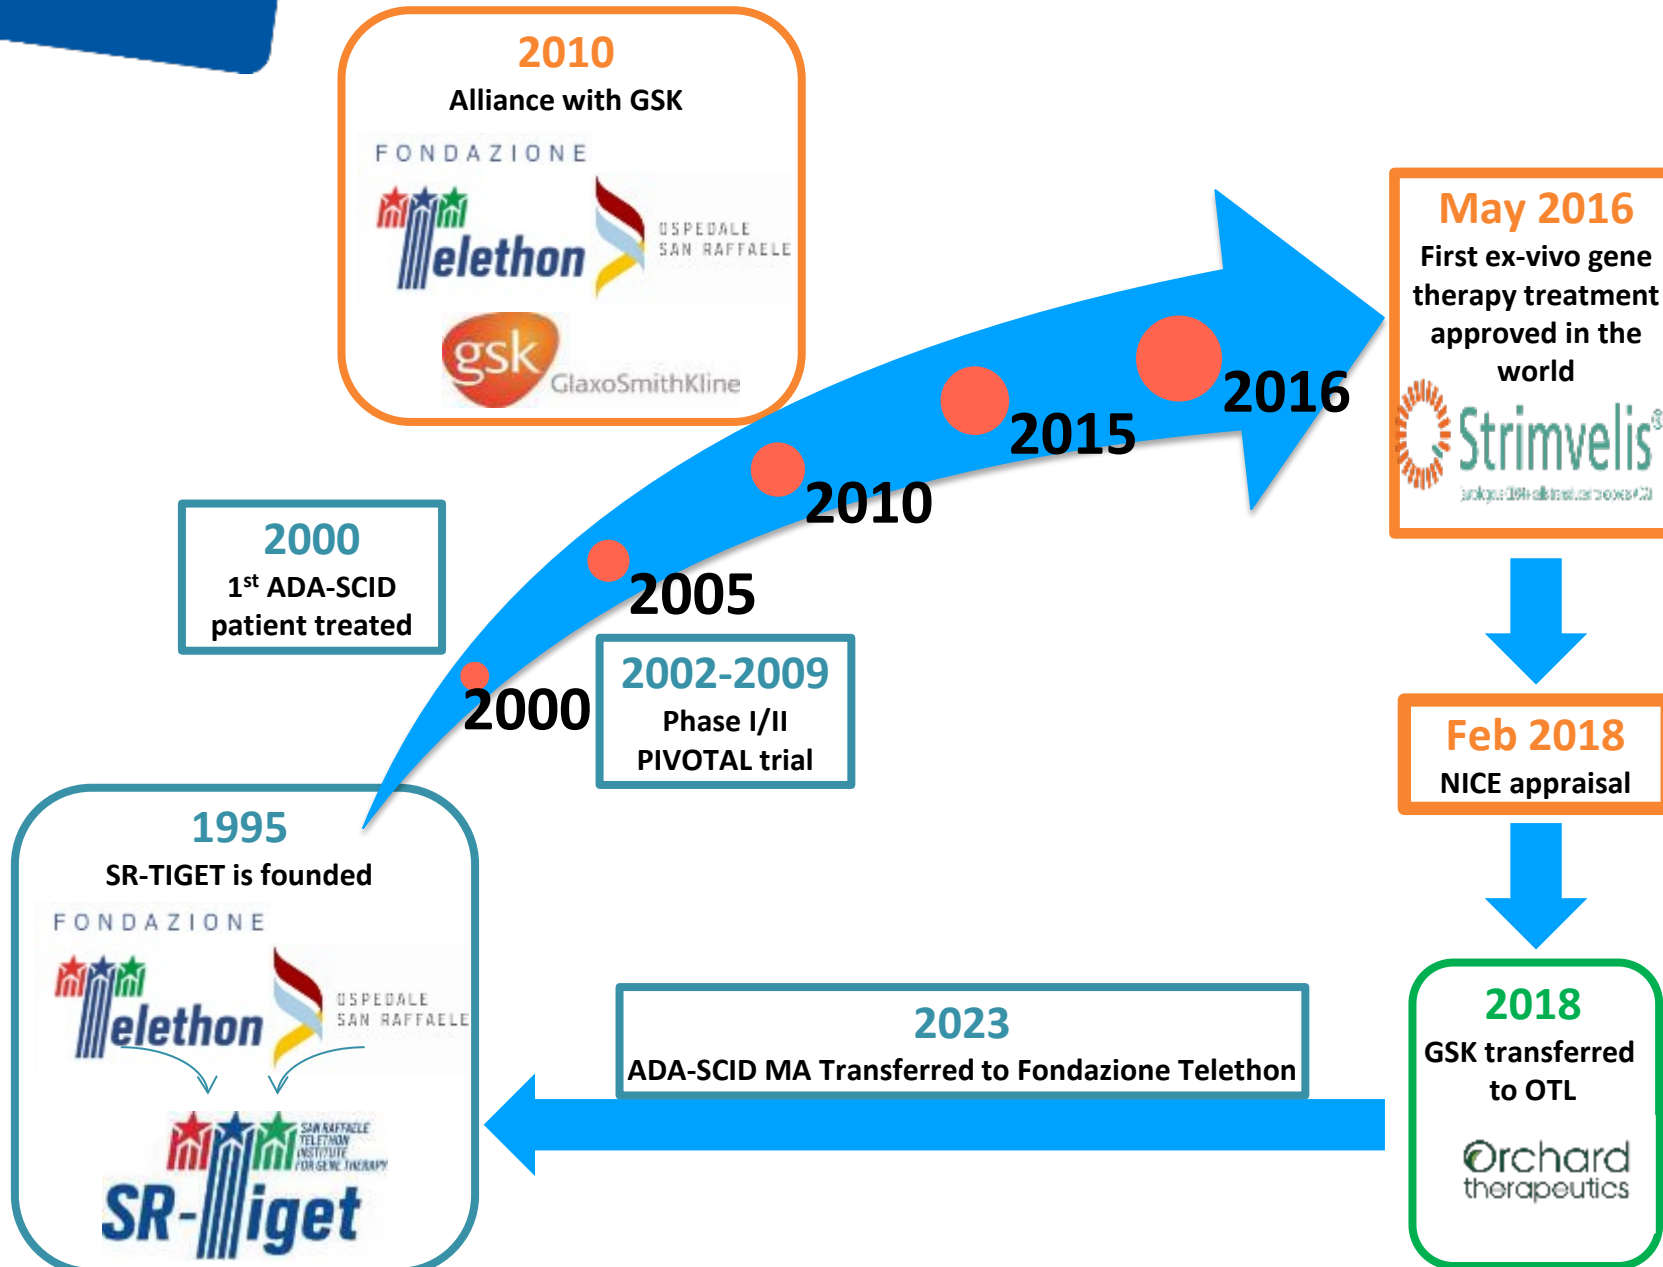 2010
Alliance with GSK
FONDAZIONE
Telethon
OSPEDALE
SAN RAFFAELE
gsk
GlaxoSmithKline
May 2016
First ex-vivo gene
therapy treatment
approved in the
world
Strimvelis®
2016
2015
2010
2005
2000
2000
1st ADA-SCID
patient treated
2002-2009
Phase I/II
PIVOTAL trial
Feb 2018
NICE appraisal
1995
SR-TIGET is founded
FONDAZIONE
Telethon
OSPEDALE
SAN RAFFAELE
SAN RAFFAELE
TELETHON
INSTITUTE
FOR GENE THERAPY
SR-Tiget
2023
ADA-SCID MA Transferred to Fondazione Telethon
2018
GSK transferred
to OTL
Orchard
therapeutics